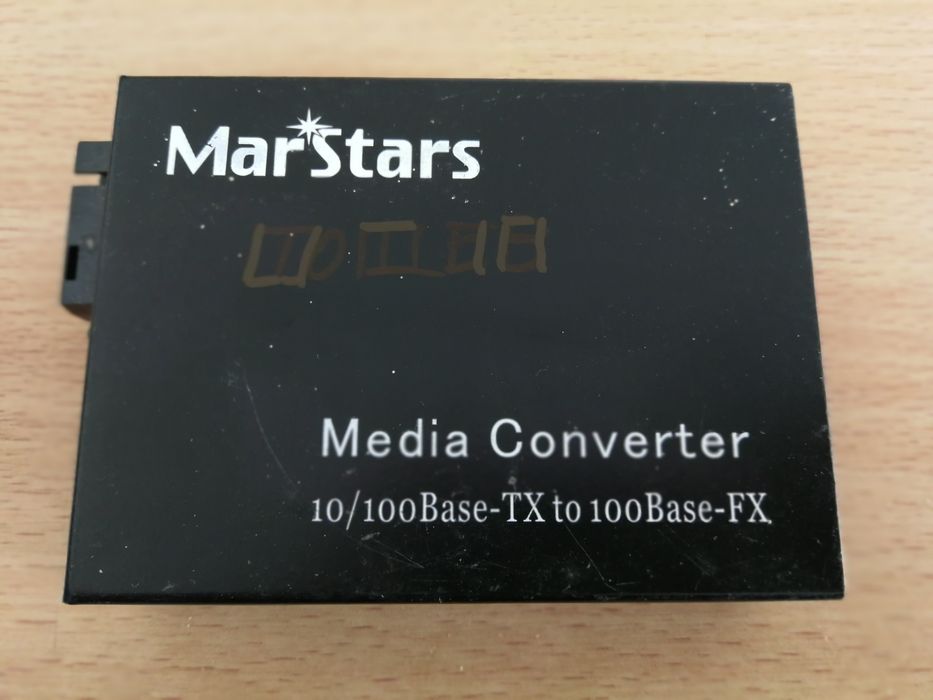 MarStars
Media Converter
10/100Base-TX to 100Base-FX